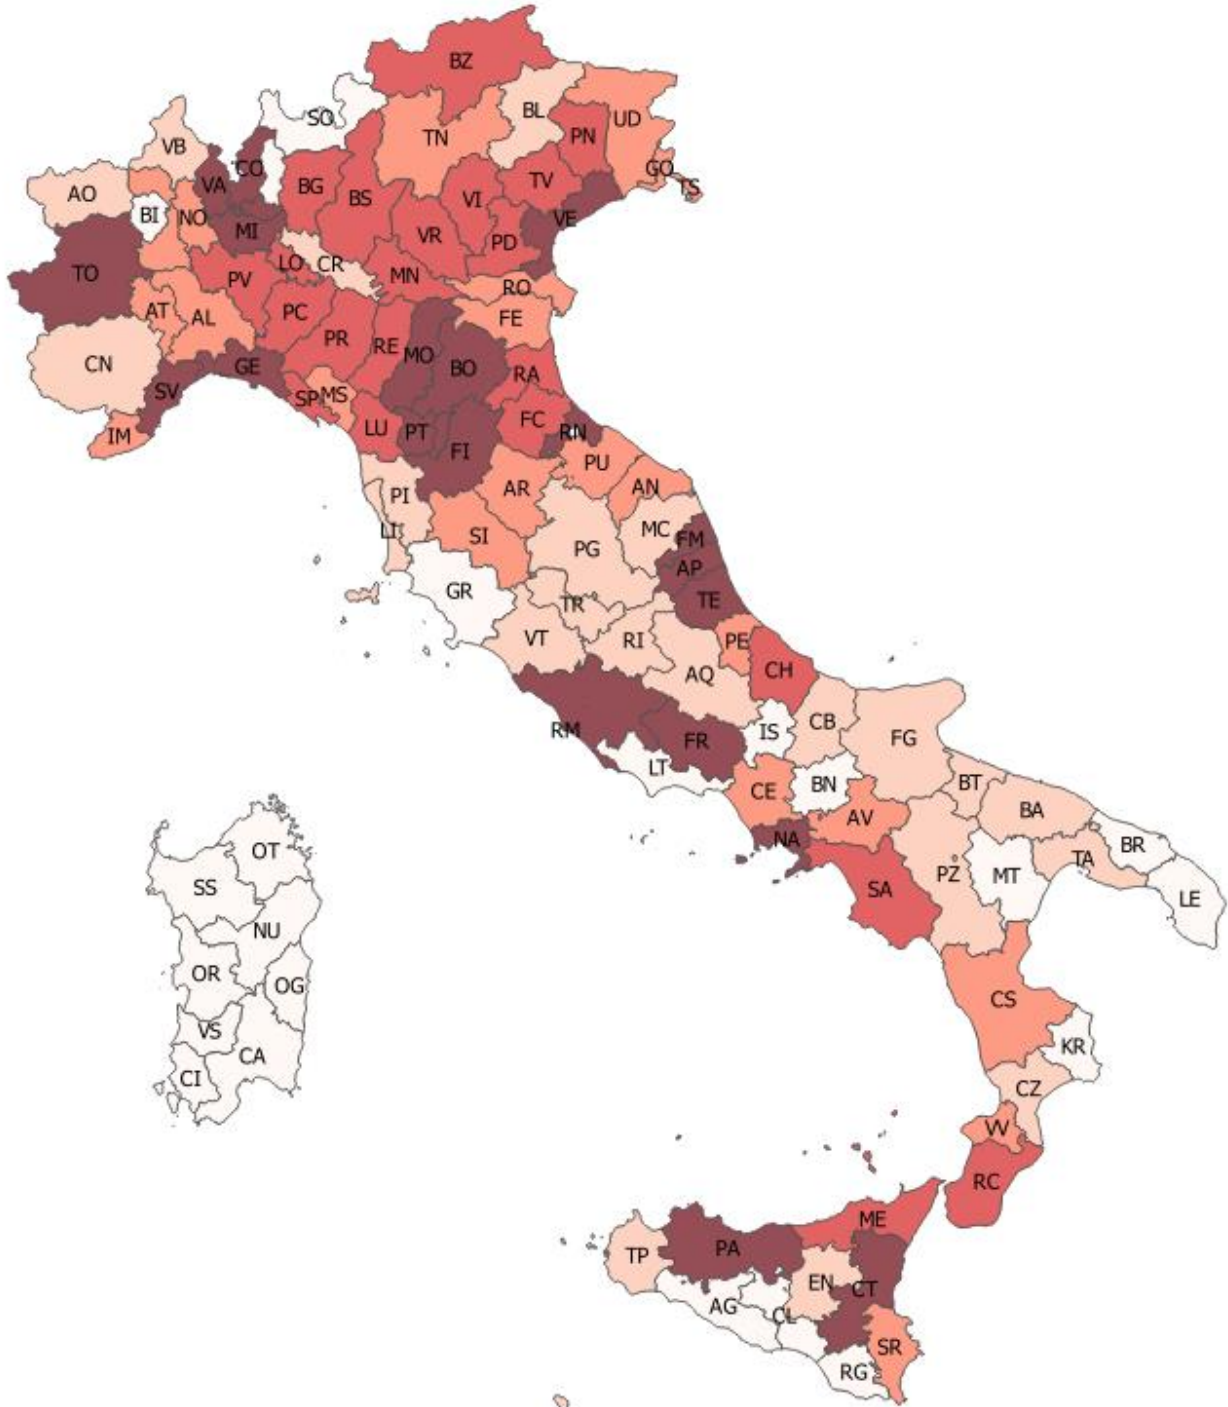 BZ
BL
UD
SO
PN
TN
VB
GO
CO
TS
VA
BG
TV
AO
BS
VI
BI
NO
VE
MI
VR
PD
LO
CR
TO
MN
PV
RO
AT
AL
PC
FE
PR
RE
MO
CN
BO
GE
RA
SV
SP
MS
FC
LU
PT
RN
IM
FI
PU
AR
AN
PI
MC
LI
SI
FM
PG
AP
GR
TE
TR
VT
RI
PE
CH
AQ
CB
RM
IS
FR
FG
LT
BN
BT
CE
BA
AV
NA
BR
OT
TA
PZ
MT
SS
SA
LE
NU
OR
OG
CS
VS
KR
CA
CI
CZ
VV
RC
ME
PA
TP
EN
CT
AG
CL
SR
RG